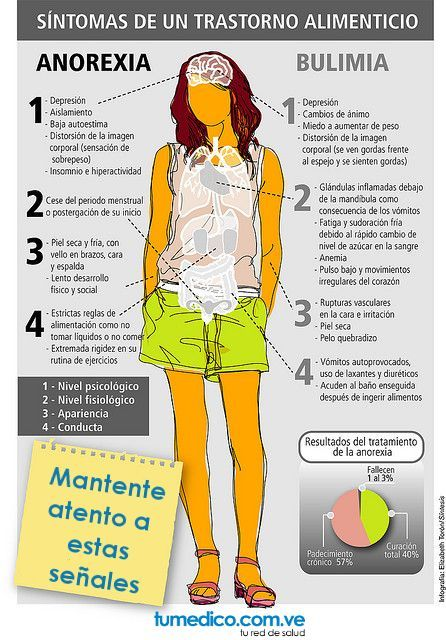 SÍNTOMAS DE UN TRASTORNO ALIMENTICIO
ANOREXIA
1
- Depresión
- Aislamiento
- Baja autoestima
- Distorsión de la imagen
corporal (sensación de
sobrepeso)
- Insomnio e hiperactividad
2
Cese del periodo menstrual
o postergación de su inicio
3
- Piel seca y fría, con
vello en brazos, cara
y espalda
- Lento desarrollo
físico y social
4
- Estrictas reglas de
alimentación como no
tomar líquidos o no comer
- Extremada rigidez en su
rutina de ejercicios
BULIMIA
1
- Depresión
- Cambios de ánimo
- Miedo a aumentar de peso
- Distorsión de la imagen
corporal (se ven gordas frente
al espejo y se sienten gordas)
2
- Glándulas inflamadas debajo
de la mandíbula como
consecuencia de los vómitos
- Fatiga y sudoración fría
debido al rápido cambio de
nivel de azúcar en la sangre
- Anemia
- Pulso bajo y movimientos
irregulares del corazón
3
- Rupturas vasculares
en la cara e irritación
- Piel seca
- Pelo quebradizo
4
- Vómitos autoprovocados,
uso de laxantes y diuréticos
- Acuden al baño enseguida
después de ingerir alimentos
1 - Nivel psicológico
2 - Nivel fisiológico
3 - Apariencia
4 - Conducta
Mantente
atento a
estas
señales
Resultados del tratamiento
de la anorexia
Fallecen
1 al 3%
Padecimiento
crónico 57%
Curación
total 40%
Infografía: Elizabeth Torón/Síntesis
tumedico.com.ve
tu red de salud